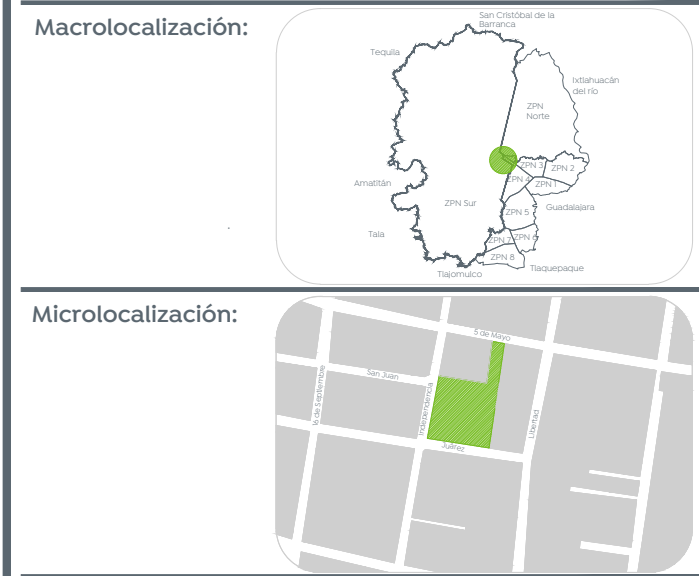 Macrolocalización:
San Cristóbal de la
Barranca
Tequila
Ixtlahuacán
del río
ZPN
Norte
ZPN 3
ZPN 2
ZPN 4
ZPN 1
Amatitán
ZPN Sur
ZPN 5
Guadalajara
Tala
ZPN 7
ZPN 6
ZPN 8
Tlajomulco
Tlaquepaque
Microlocalización:
5 de Mayo
San Juan
16 de Septiembre
Independencia
Libertad
Juárez